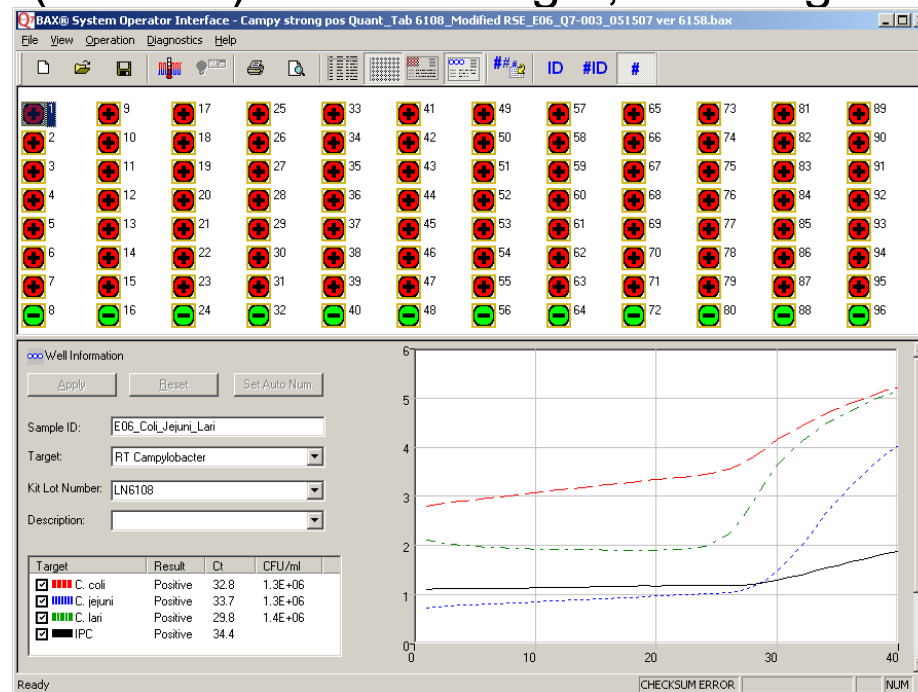 BAX® System Operator Interface - Campy strong pos Quant_Tab 6108_Modified RSE_E06_Q7-003_051507 ver 6158.bax
File View Operation Diagnostics Help
ID #ID #
1 9 17 25 33 41 49 57 65 73 81 89
2 10 18 26 34 42 50 58 66 74 82 90
3 11 19 27 35 43 51 59 67 75 83 91
4 12 20 28 36 44 52 60 68 76 84 92
5 13 21 29 37 45 53 61 69 77 85 93
6 14 22 30 38 46 54 62 70 78 86 94
7 15 23 31 39 47 55 63 71 79 87 95
8 16 24 32 40 48 56 64 72 80 88 96
Well Information
Apply Reset Set Auto Num.
Sample ID: E06_Coli_Jejuni_Lari
Target: RT Campylobacter
Kit Lot Number: LN6108
Description:
Target Result Ct CFU/ml
C. coli Positive 32.8 1.3E+06
C. jejuni Positive 33.7 1.3E+06
C. lari Positive 29.8 1.4E+06
IPC Positive 34.4
6
5
4
3
2
1
0
0 10 20 30 40
Ready CHECKSUM ERROR NUM